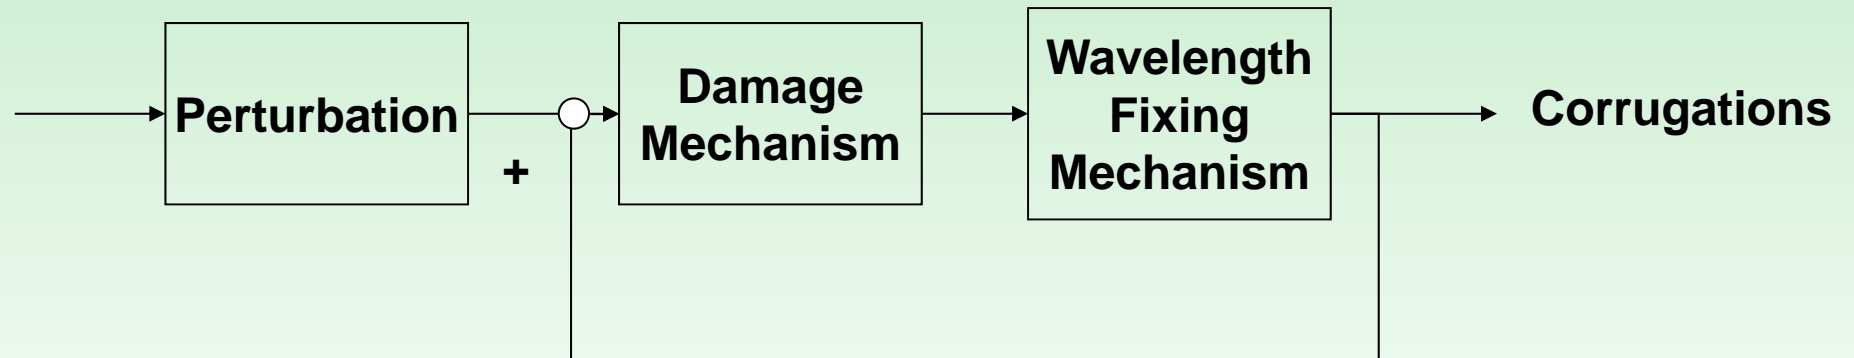 Perturbation
+
Damage
Mechanism
Wavelength
Fixing
Mechanism
Corrugations